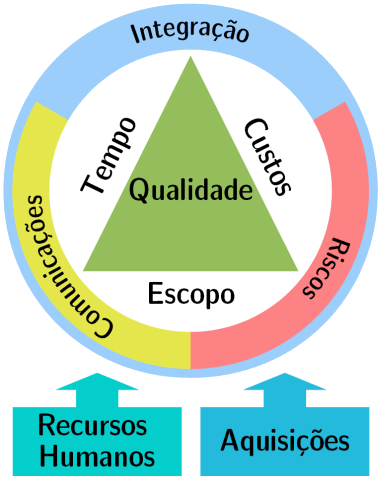 Integração
Tempo
Custos
Qualidade
Comunicações
Riscos
Escopo
Recursos
Humanos
Aquisições